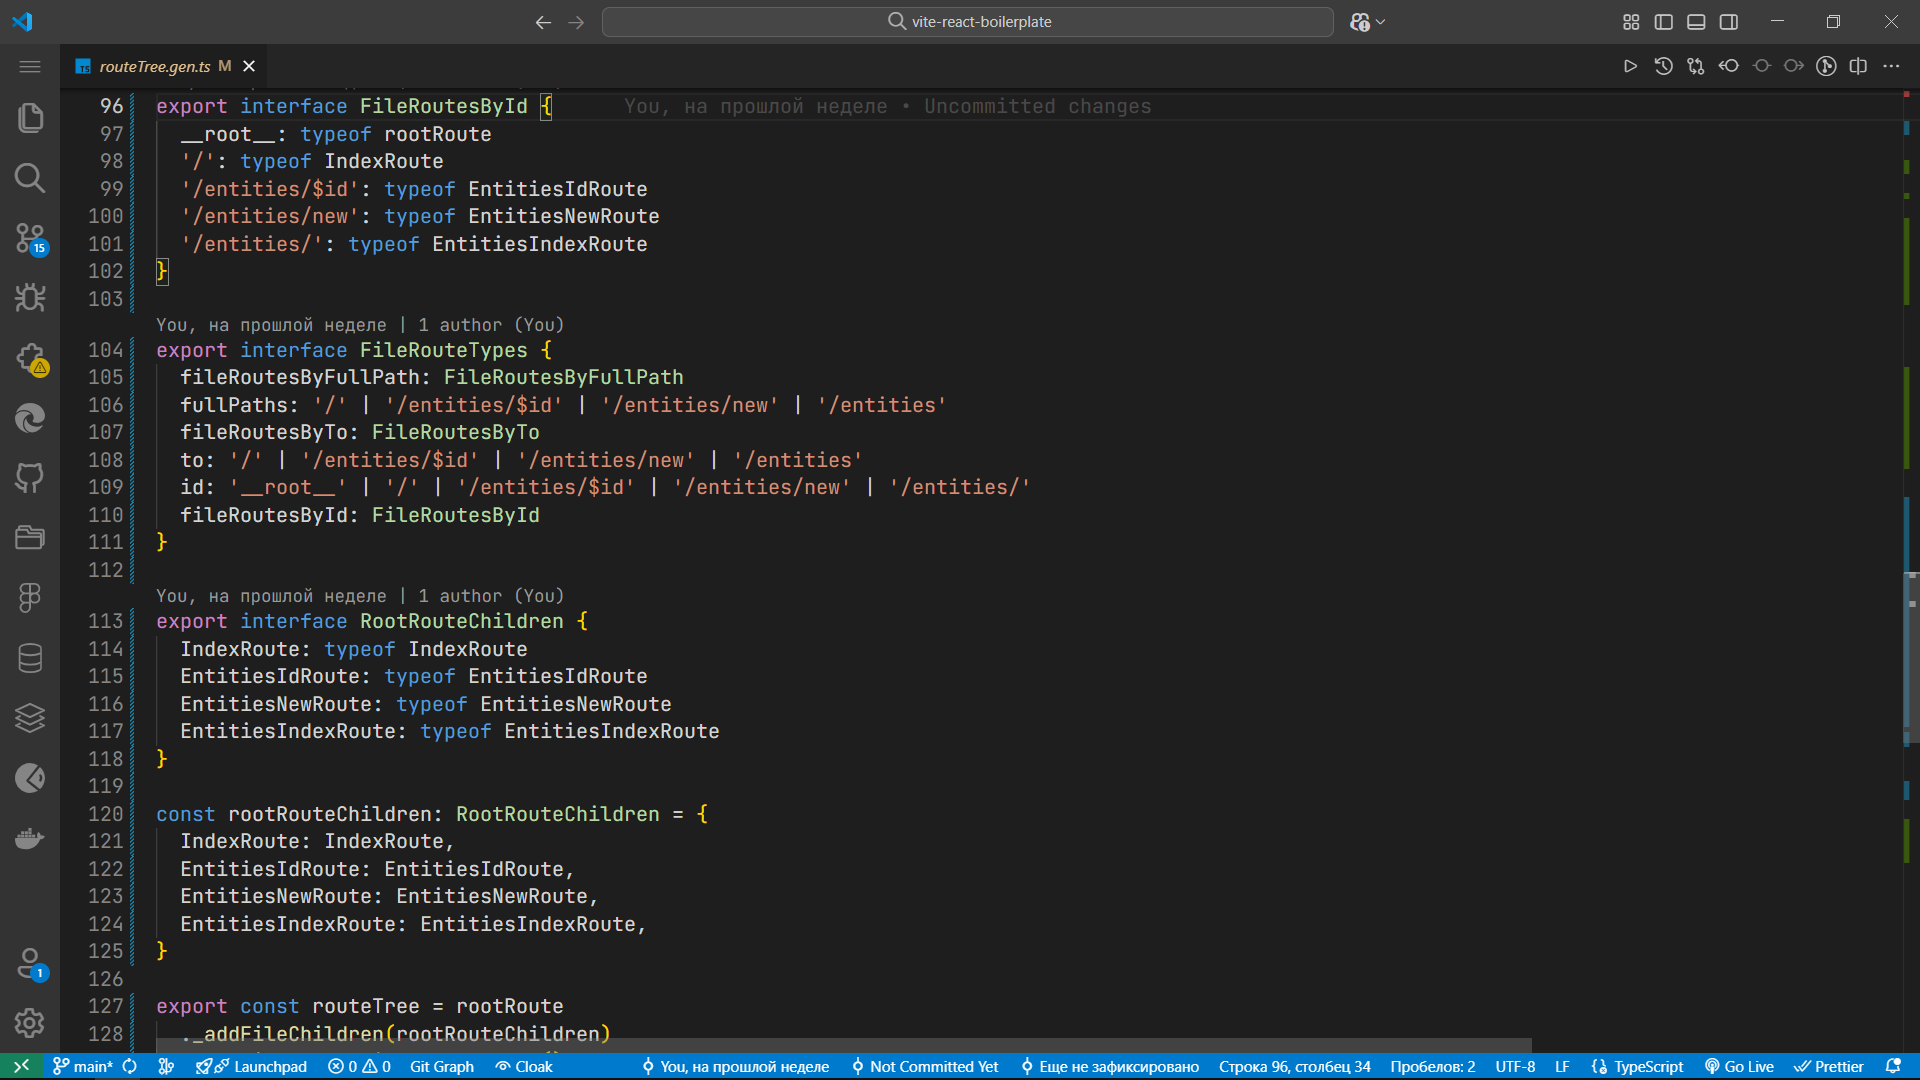 vite-react-boilerplate
TS routeTree.gen.ts M
96 export interface FileRoutesById { You, на прошлой неделе • Uncommitted changes
97 __root__: typeof rootRoute
98 '/': typeof IndexRoute
99 '/entities/$id': typeof EntitiesIdRoute
100 '/entities/new': typeof EntitiesNewRoute
101 '/entities/': typeof EntitiesIndexRoute
102 }
103
You, на прошлой неделе | 1 author (You)
104 export interface FileRouteTypes {
105 fileRoutesByFullPath: FileRoutesByFullPath
106 fullPaths: '/' | '/entities/$id' | '/entities/new' | '/entities'
107 fileRoutesByTo: FileRoutesByTo
108 to: '/' | '/entities/$id' | '/entities/new' | '/entities'
109 id: '__root__' | '/' | '/entities/$id' | '/entities/new' | '/entities/'
110 fileRoutesById: FileRoutesById
111 }
112
You, на прошлой неделе | 1 author (You)
113 export interface RootRouteChildren {
114 IndexRoute: typeof IndexRoute
115 EntitiesIdRoute: typeof EntitiesIdRoute
116 EntitiesNewRoute: typeof EntitiesNewRoute
117 EntitiesIndexRoute: typeof EntitiesIndexRoute
118 }
119
120 const rootRouteChildren: RootRouteChildren = {
121 IndexRoute: IndexRoute,
122 EntitiesIdRoute: EntitiesIdRoute,
123 EntitiesNewRoute: EntitiesNewRoute,
124 EntitiesIndexRoute: EntitiesIndexRoute,
125 }
126
127 export const routeTree = rootRoute
128 ._addFileChildren(rootRouteChildren)
15
1
main* Launchpad 0 0 Git Graph Cloak You, на прошлой неделе Not Committed Yet Еще не зафиксировано Строка 96, столбец 34 Пробелов: 2 UTF-8 LF TypeScript Go Live Prettier